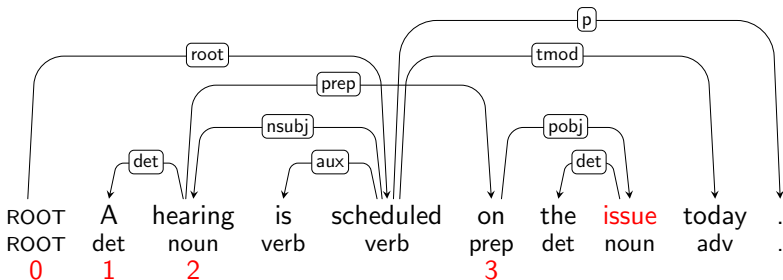 p
root tmod
prep
nsubj pobj
det aux det
ROOT A hearing is scheduled on the issue today .
ROOT det noun verb verb prep det noun adv .
0 1 2 3